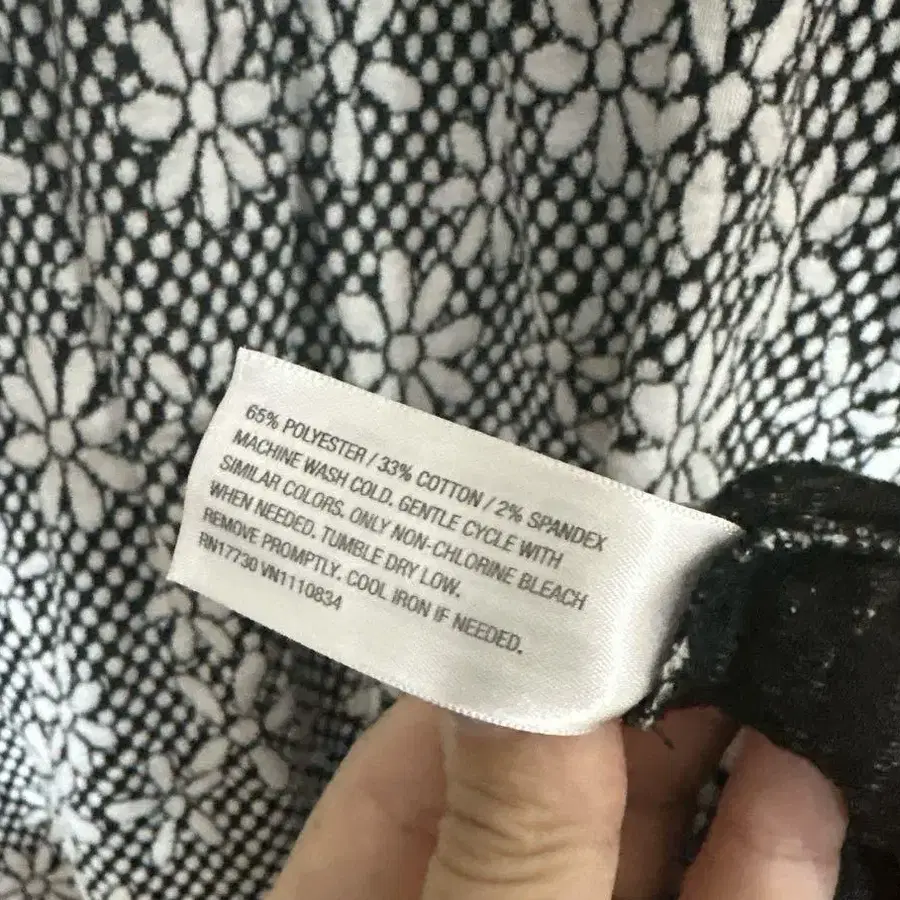 65% POLYESTER / 33% COTTON / 2% SPANDEX
MACHINE WASH COLD. GENTLE CYCLE WITH
SIMILAR COLORS. ONLY NON-CHLORINE BLEACH
WHEN NEEDED. TUMBLE DRY LOW.
REMOVE PROMPTLY. COOL IRON IF NEEDED.
RN17730 VN1110834